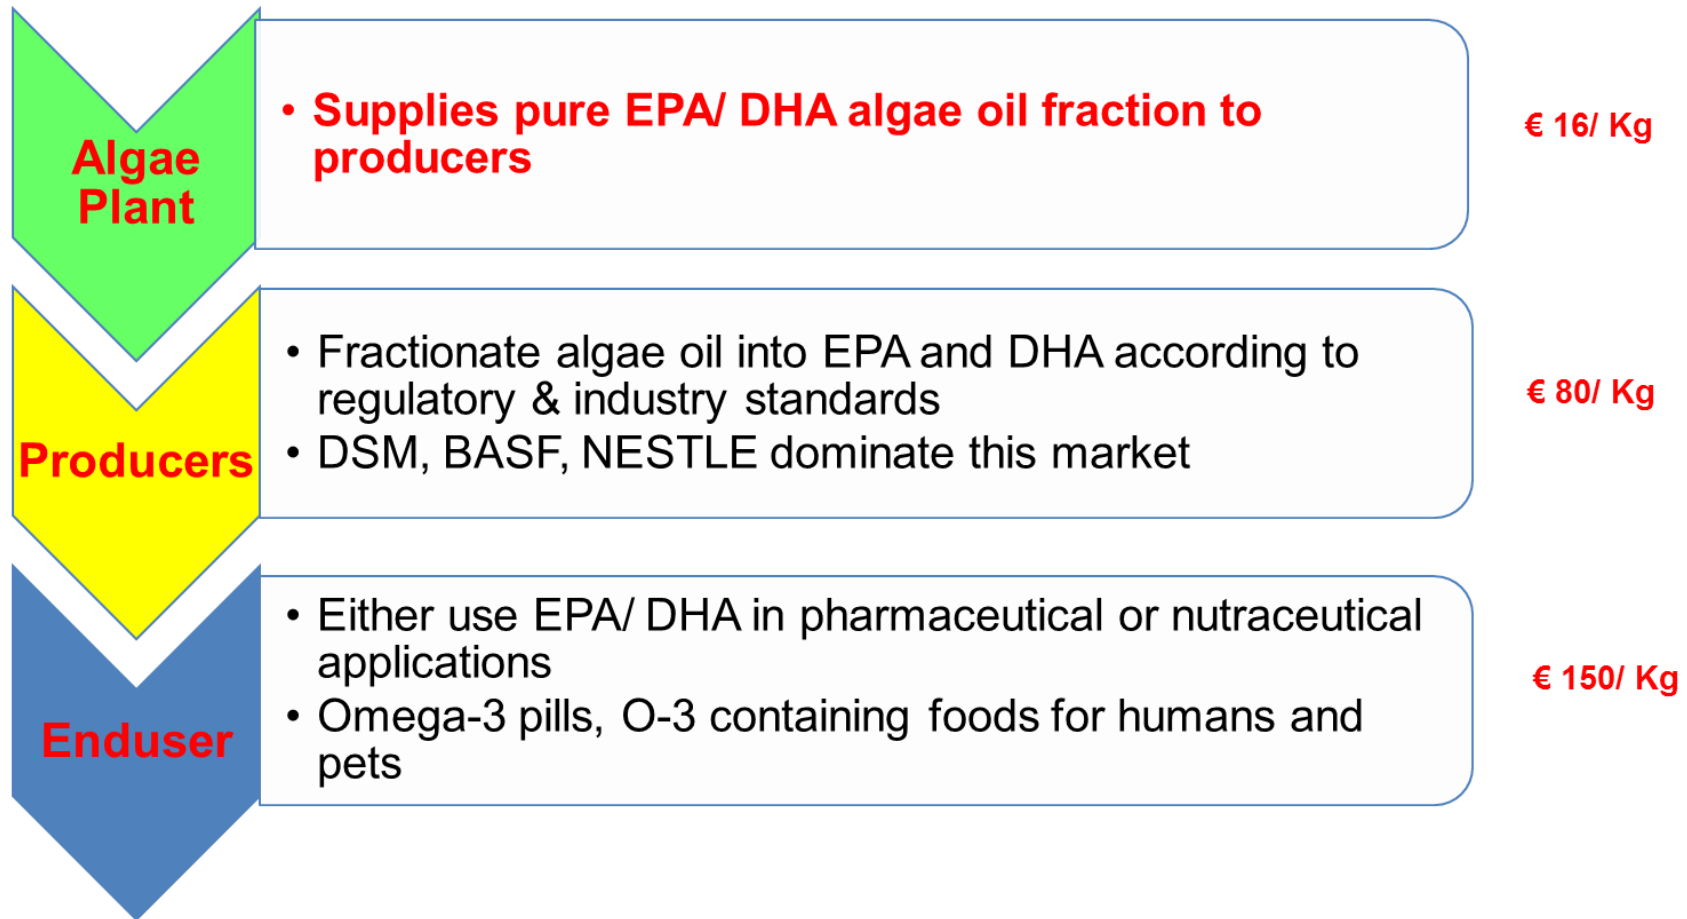 Algae
Plant
• Supplies pure EPA/ DHA algae oil fraction to
producers
€ 16/ Kg
Producers
• Fractionate algae oil into EPA and DHA according to
regulatory & industry standards
• DSM, BASF, NESTLE dominate this market
€ 80/ Kg
Enduser
• Either use EPA/ DHA in pharmaceutical or nutraceutical
applications
• Omega-3 pills, O-3 containing foods for humans and
pets
€ 150/ Kg